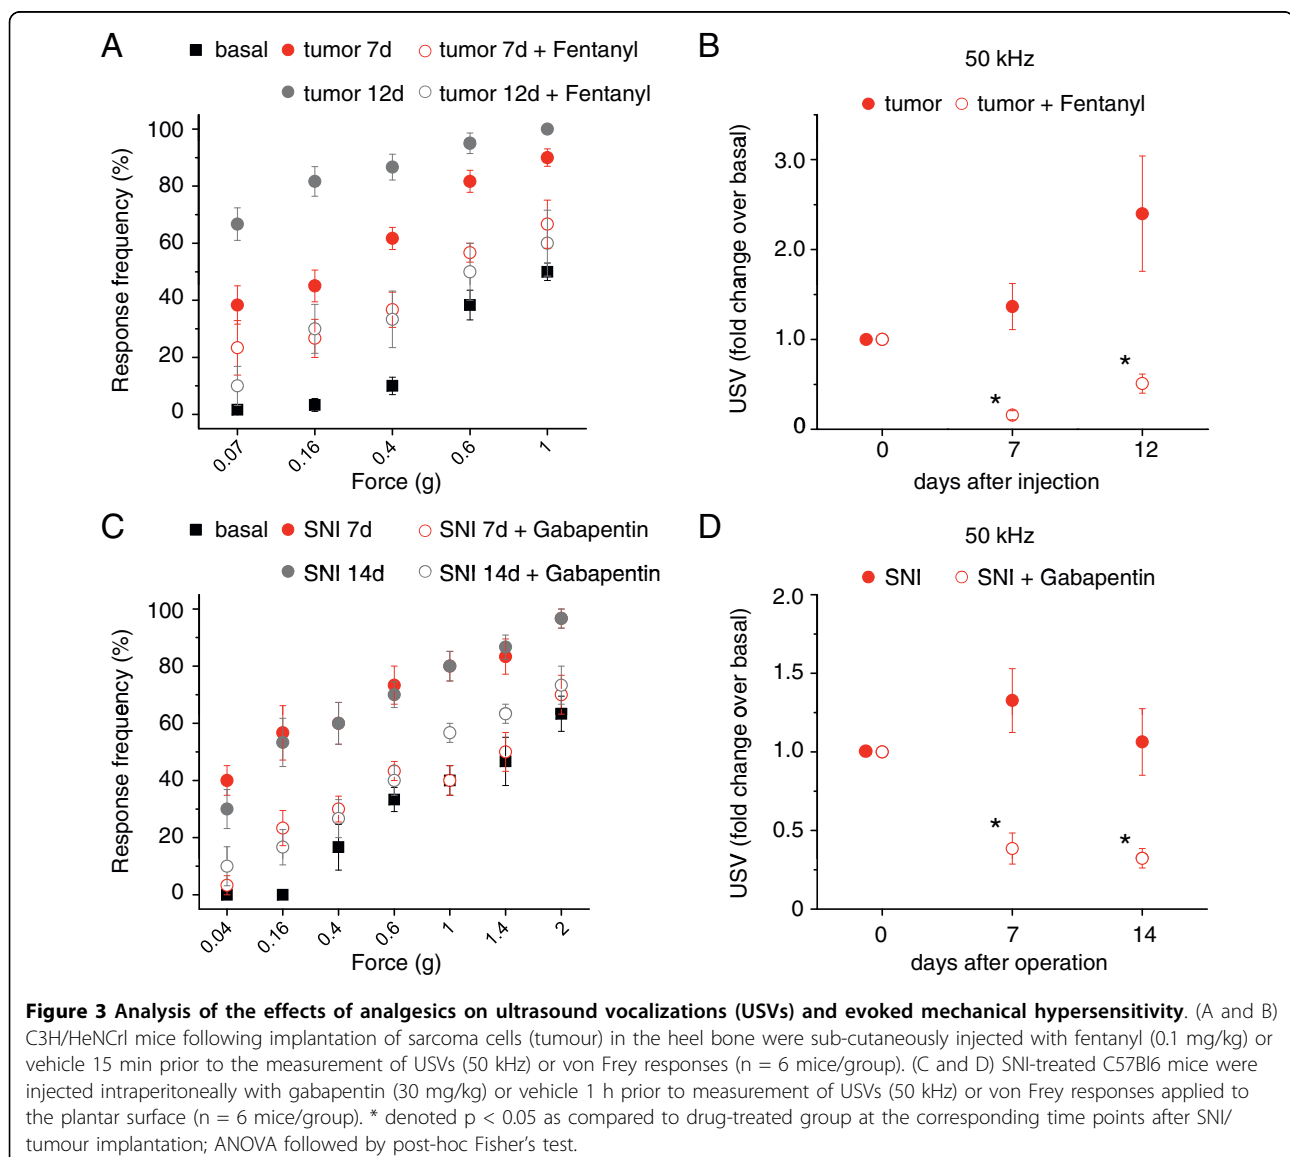 A
basal tumor 7d tumor 7d + Fentanyl
tumor 12d tumor 12d + Fentanyl
Response frequency (%)
100
80
60
40
20
0
0.07 0.16 0.4 0.6 1
Force (g)
B
50 kHz
tumor tumor + Fentanyl
USV (fold change over basal)
3.0
2.0
1.0
0
*
*
0 7 12
days after injection
C
basal SNI 7d SNI 7d + Gabapentin
SNI 14d SNI 14d + Gabapentin
Response frequency (%)
100
80
60
40
20
0
0.04 0.16 0.4 0.6 1 1.4 2
Force (g)
D
50 kHz
SNI SNI + Gabapentin
USV (fold change over basal)
2.0
1.5
1.0
0.5
0
*
*
0 7 14
days after operation
Figure 3 Analysis of the effects of analgesics on ultrasound vocalizations (USVs) and evoked mechanical hypersensitivity. (A and B)
C3H/HeNCrl mice following implantation of sarcoma cells (tumour) in the heel bone were sub-cutaneously injected with fentanyl (0.1 mg/kg) or
vehicle 15 min prior to the measurement of USVs (50 kHz) or von Frey responses (n = 6 mice/group). (C and D) SNI-treated C57Bl6 mice were
injected intraperitoneally with gabapentin (30 mg/kg) or vehicle 1 h prior to measurement of USVs (50 kHz) or von Frey responses applied to
the plantar surface (n = 6 mice/group). * denoted p < 0.05 as compared to drug-treated group at the corresponding time points after SNI/
tumour implantation; ANOVA followed by post-hoc Fisher's test.